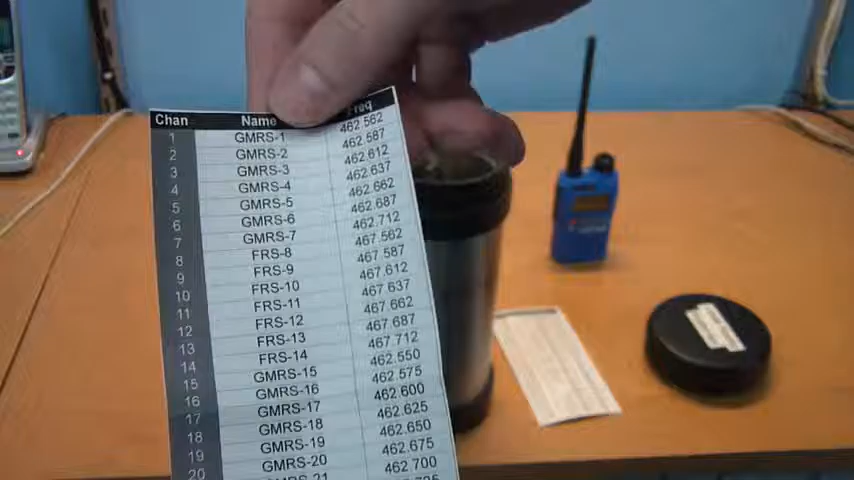 Chan Name Freq
1 GMRS-1 462.562
2 GMRS-2 462.587
3 GMRS-3 462.612
4 GMRS-4 462.637
5 GMRS-5 462.662
6 GMRS-6 462.687
7 GMRS-7 462.712
8 FRS-8 467.562
9 FRS-9 467.587
10 FRS-10 467.612
11 FRS-11 467.637
12 FRS-12 467.662
13 FRS-13 467.687
14 FRS-14 467.712
15 GMRS-15 462.550
16 GMRS-16 462.575
17 GMRS-17 462.600
18 GMRS-18 462.625
19 GMRS-19 462.650
20 GMRS-20 462.675
GMRS-21 462.700